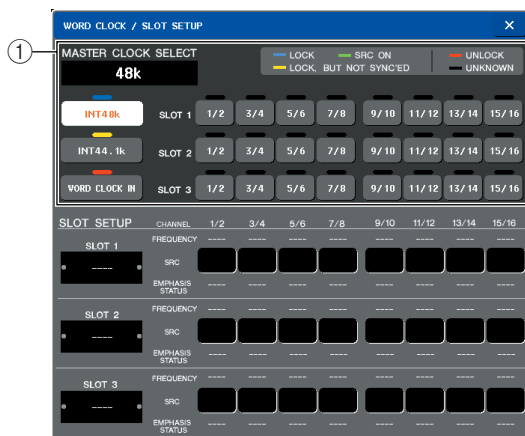 WORD CLOCK / SLOT SETUP ×
1
MASTER CLOCK SELECT
48k
LOCK SRC ON UNLOCK
LOCK, BUT NOT SYNC'ED UNKNOWN
INT48k SLOT 1 1/2 3/4 5/6 7/8 9/10 11/12 13/14 15/16
INT44.1k SLOT 2 1/2 3/4 5/6 7/8 9/10 11/12 13/14 15/16
WORD CLOCK IN SLOT 3 1/2 3/4 5/6 7/8 9/10 11/12 13/14 15/16
SLOT SETUP CHANNEL 1/2 3/4 5/6 7/8 9/10 11/12 13/14 15/16
SLOT 1 FREQUENCY ---- ---- ---- ---- ---- ---- ---- ----
---- SRC
EMPHASIS STATUS ---- ---- ---- ---- ---- ---- ---- ----
SLOT 2 FREQUENCY ---- ---- ---- ---- ---- ---- ---- ----
---- SRC
EMPHASIS STATUS ---- ---- ---- ---- ---- ---- ---- ----
SLOT 3 FREQUENCY ---- ---- ---- ---- ---- ---- ---- ----
---- SRC
EMPHASIS STATUS ---- ---- ---- ---- ---- ---- ---- ----